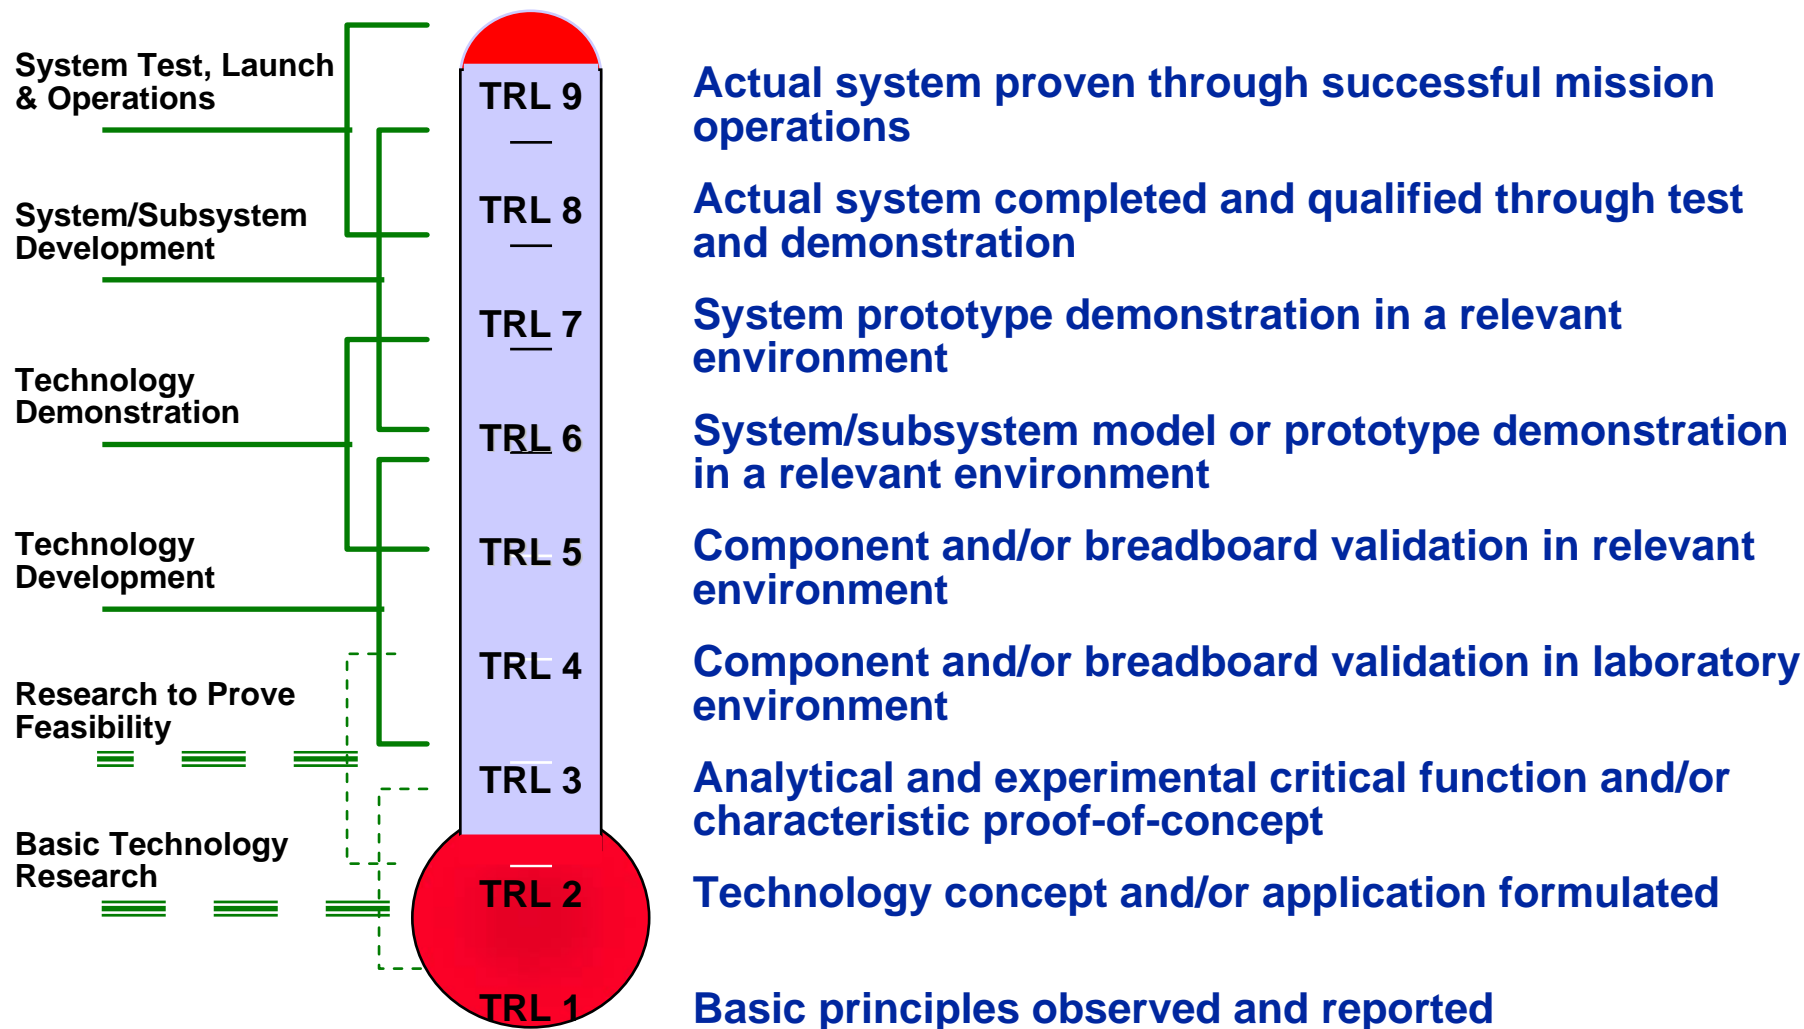 System Test, Launch
& Operations
System/Subsystem
Development
Technology
Demonstration
Technology
Development
Research to Prove
Feasibility
Basic Technology
Research
TRL 9
TRL 8
TRL 7
TRL 6
TRL 5
TRL 4
TRL 3
TRL 2
TRL 1
Actual system proven through successful mission
operations
Actual system completed and qualified through test
and demonstration
System prototype demonstration in a relevant
environment
System/subsystem model or prototype demonstration
in a relevant environment
Component and/or breadboard validation in relevant
environment
Component and/or breadboard validation in laboratory
environment
Analytical and experimental critical function and/or
characteristic proof-of-concept
Technology concept and/or application formulated
Basic principles observed and reported